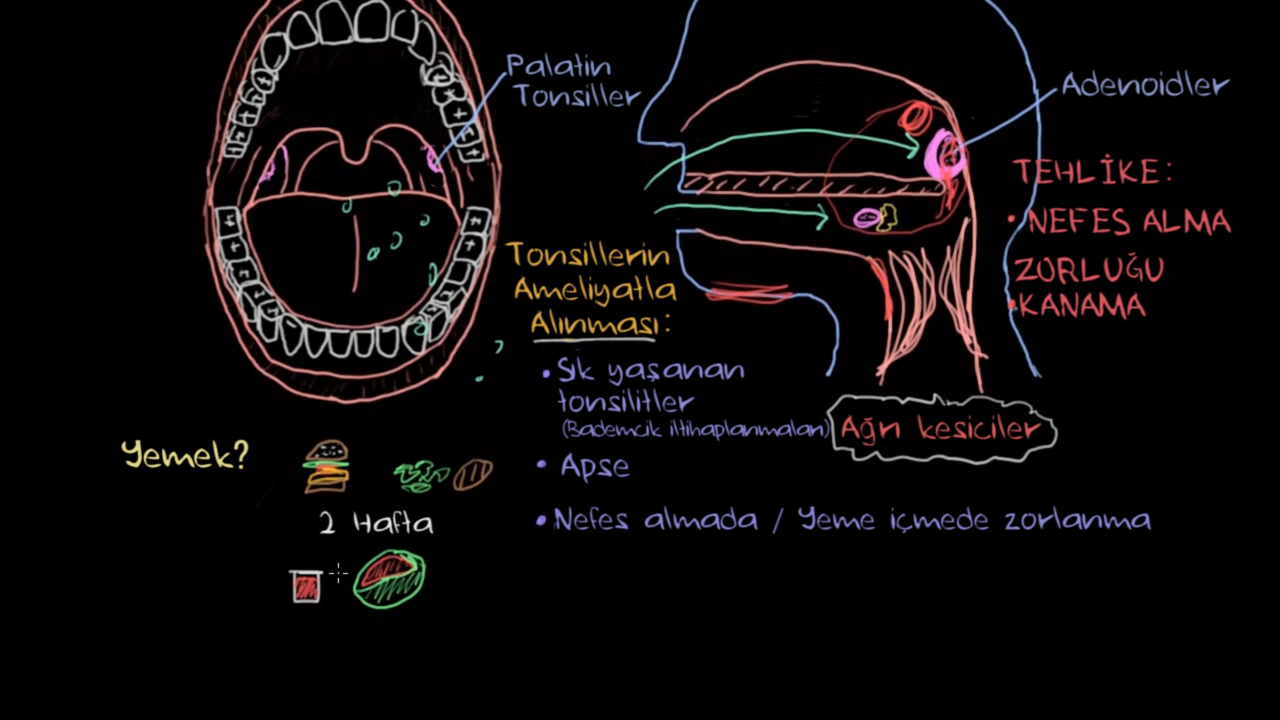 Palatin
Tonsiller
Adenoidler
TEHLİKE:
• NEFES ALMA
ZORLUĞU
• KANAMA
Tonsillerin
Ameliyatla
Alınması:
• Sık yaşanan
tonsilitler
(Bademcik iltihaplanmaları)
Ağrı kesiciler
• Apse
• Nefes almada / Yeme içmede zorlanma
Yemek?
2 Hafta